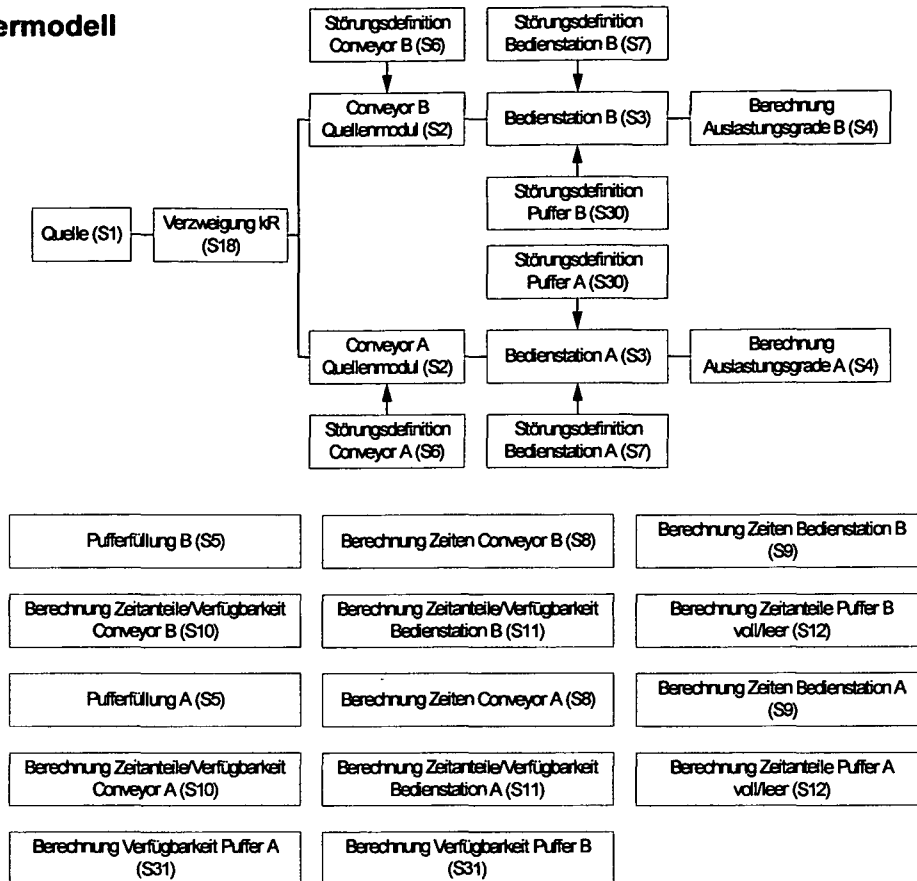 ermodell
Störungsdefinition
Conveyor B (S6)
Störungsdefinition
Bedienstation B (S7)
Conveyor B
Quellenmodul (S2)
Bedienstation B (S3)
Berechnung
Auslastungsgrade B (S4)
Störungsdefinition
Puffer B (S30)
Quelle (S1)
Verzweigung kR
(S18)
Störungsdefinition
Puffer A (S30)
Conveyor A
Quellenmodul (S2)
Bedienstation A (S3)
Berechnung
Auslastungsgrade A (S4)
Störungsdefinition
Conveyor A (S6)
Störungsdefinition
Bedienstation A (S7)
Pufferfüllung B (S5)
Berechnung Zeiten Conveyor B (S8)
Berechnung Zeiten Bedienstation B
(S9)
Berechnung Zeitanteile/Verfügbarkeit
Conveyor B (S10)
Berechnung Zeitanteile/Verfügbarkeit
Bedienstation B (S11)
Berechnung Zeitanteile Puffer B
voll/leer (S12)
Pufferfüllung A (S5)
Berechnung Zeiten Conveyor A (S8)
Berechnung Zeiten Bedienstation A
(S9)
Berechnung Zeitanteile/Verfügbarkeit
Conveyor A (S10)
Berechnung Zeitanteile/Verfügbarkeit
Bedienstation A (S11)
Berechnung Zeitanteile Puffer A
voll/leer (S12)
Berechnung Verfügbarkeit Puffer A
(S31)
Berechnung Verfügbarkeit Puffer B
(S31)